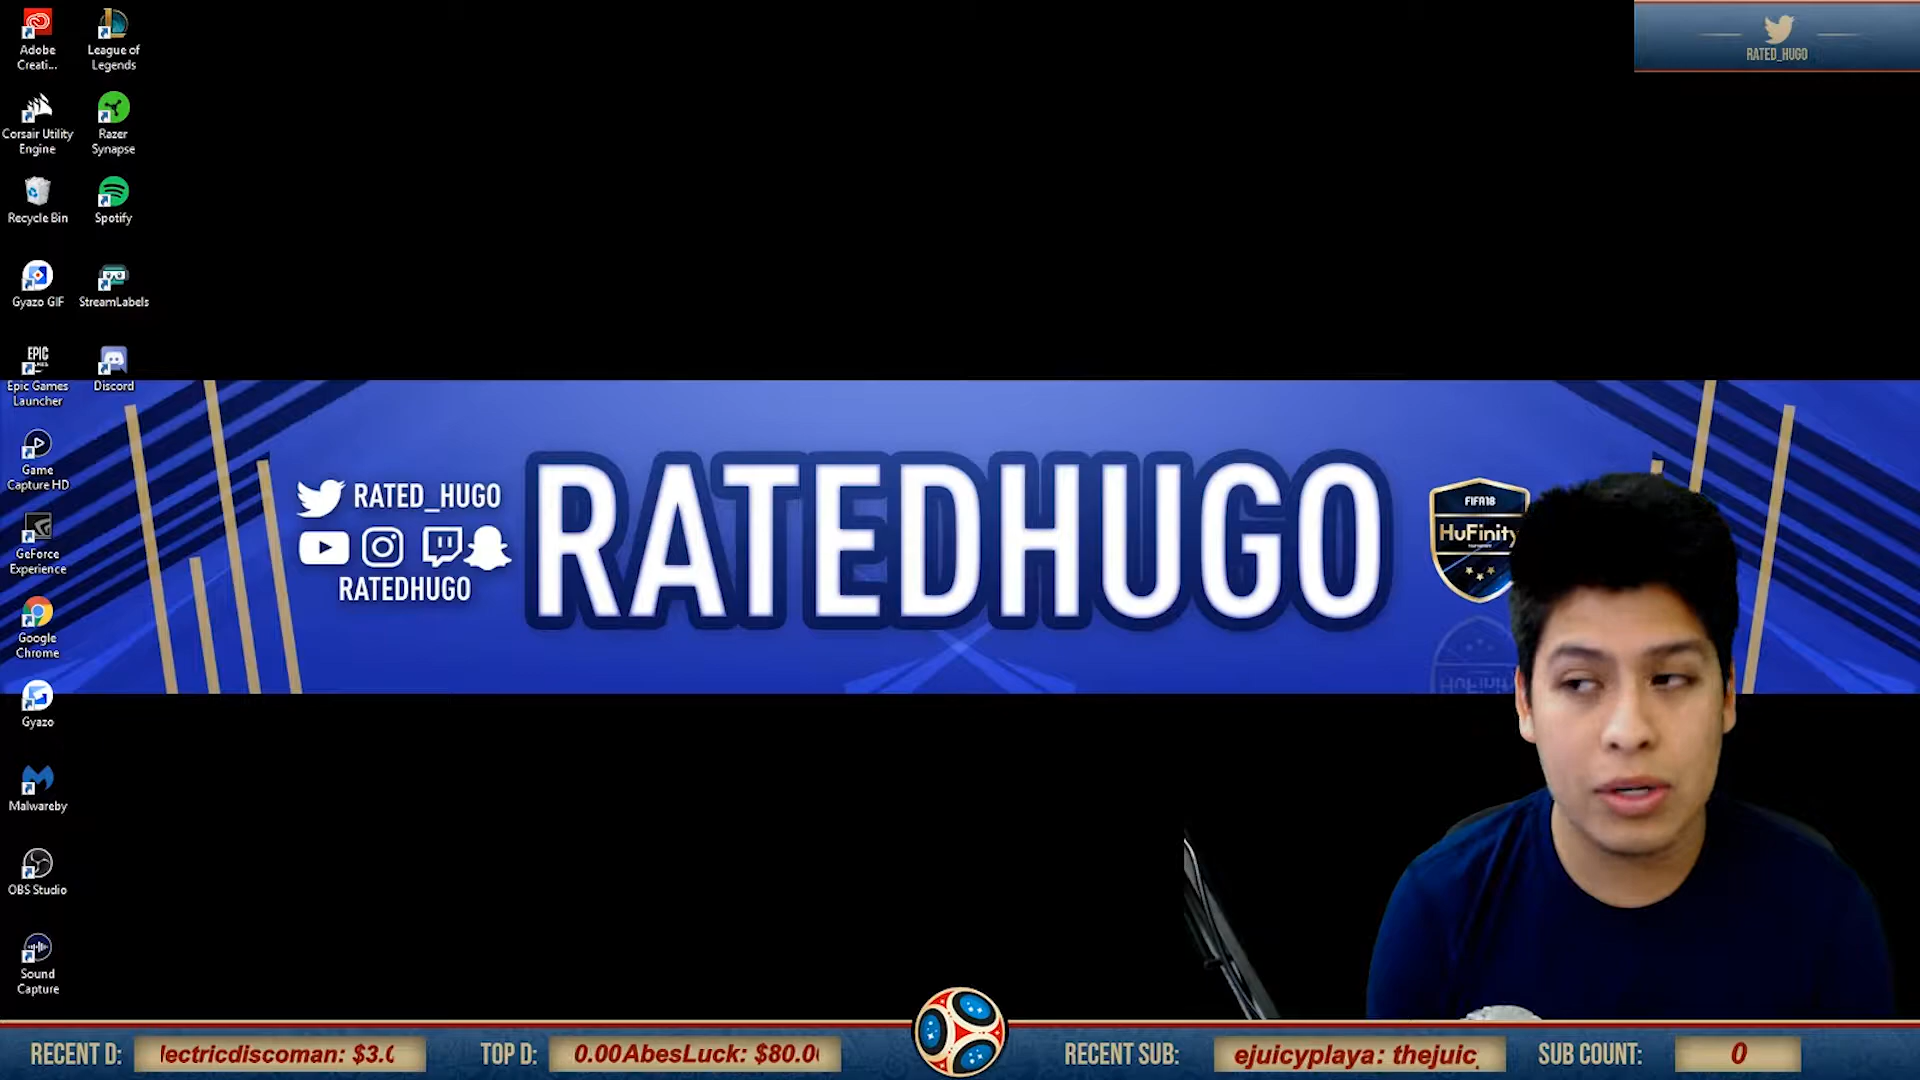 Adobe
Creati...
League of
Legends
RATED_HUGO
Corsair Utility
Engine
Razer
Synapse
Recycle Bin
Spotify
Gyazo GIF
StreamLabels
EPIC
Epic Games
Launcher
Discord
Game
Capture HD
RATED_HUGO
RATEDHUGO
RATEDHUGO
FIFA18
HuFinity
GeForce
Experience
Google
Chrome
Gyazo
Malwareby
OBS Studio
Sound
Capture
RECENT D:
lectricdiscoman: $3.0
TOP D:
0.00AbesLuck: $80.0
RECENT SUB:
ejuicyplaya: thejuic
SUB COUNT:
0